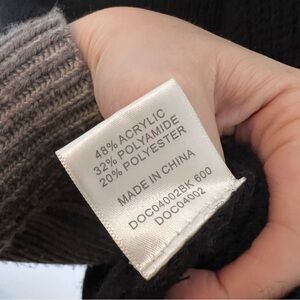 48% ACRYLIC
32% POLYAMIDE
20% POLYESTER
MADE IN CHINA
DOC04002BK 600
DOC04002